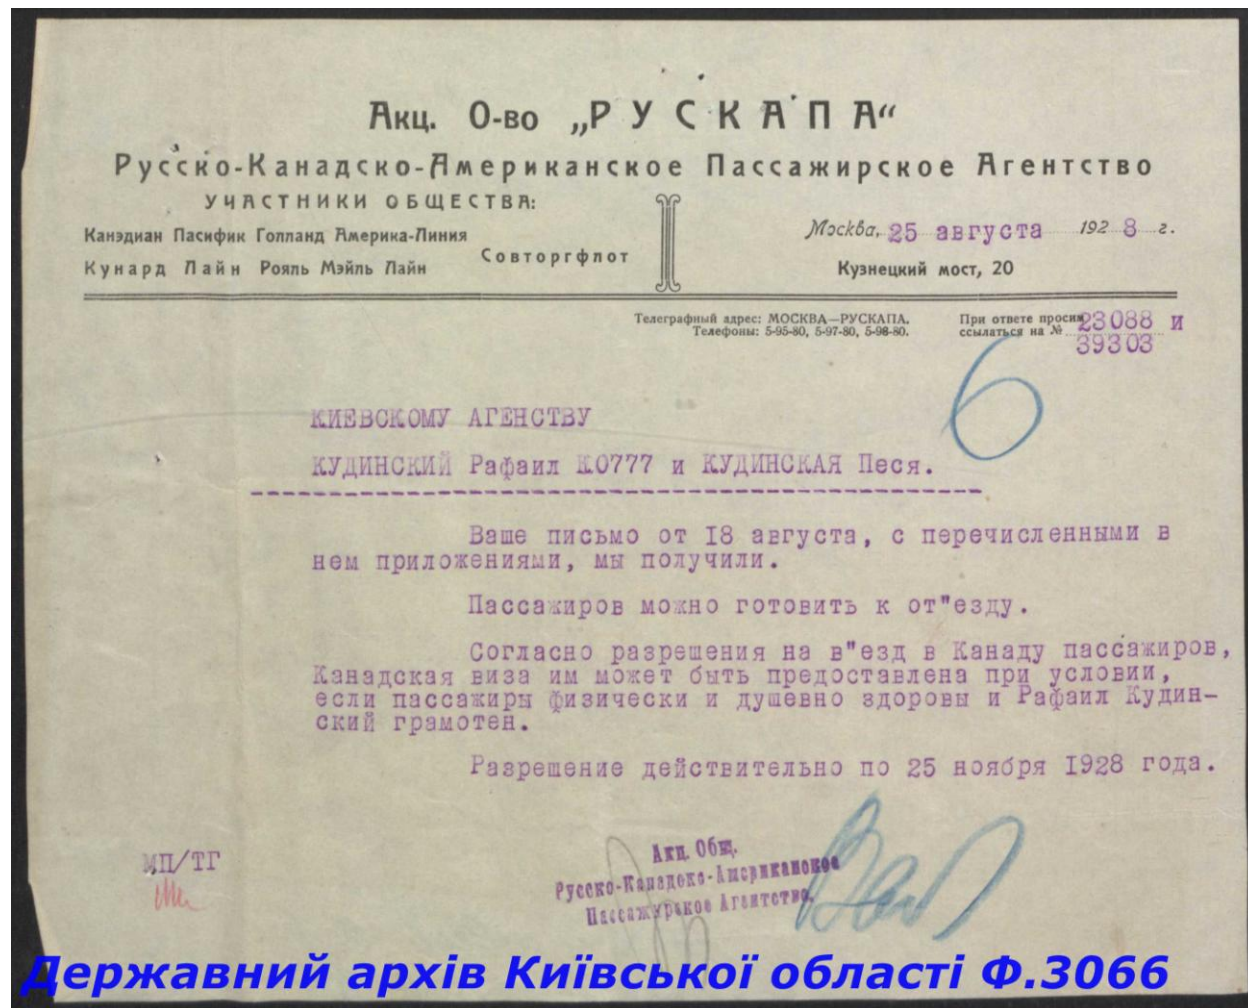 Акц. О-во „РУСКАПА“
Русско-Канадско-Американское Пассажирское Агентство
УЧАСТНИКИ ОБЩЕСТВА:
Канэдиан Пасифик Голланд Америка-Линия
Кунард Лайн Рояль Мэйль Лайн
Совторгфлот
Москва, 25 августа 1928 г.
Кузнецкий мост, 20
Телеграфный адрес: МОСКВА—РУСКАПА.
Телефоны: 5-95-80, 5-97-80, 5-98-80.
При ответе просим
ссылаться на № 23088 и
39303
6
КИЕВСКОМУ АГЕНСТВУ
КУДИНСКИЙ Рафаил К0777 и КУДИНСКАЯ Песя.
Ваше письмо от I8 августа, с перечисленными в
нем приложениями, мы получили.
Пассажиров можно готовить к от"езду.
Согласно разрешения на в"езд в Канаду пассажиров,
Канадская виза им может быть предоставлена при условии,
если пассажиры физически и душевно здоровы и Рафаил Кудин-
ский грамотен.
Разрешение действительно по 25 ноября I928 года.
МП/ТГ
Акц. Общ.
Русско-Канадско-Американское
Пассажирское Агентство.
Державний архів Київської області Ф.3066